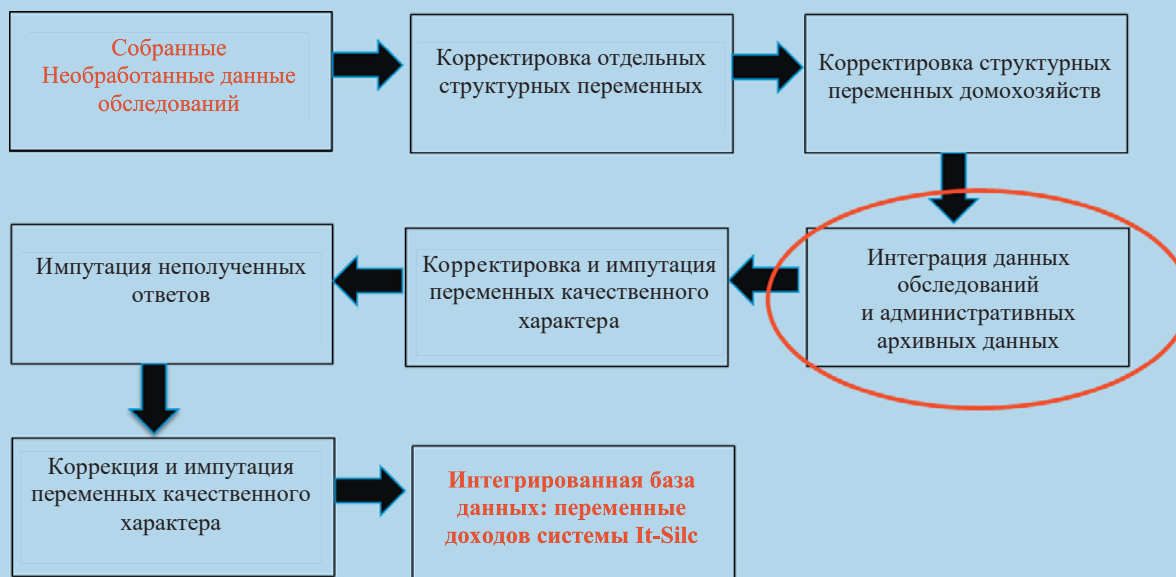 Собранные
Необработанные данные
обследований
Корректировка отдельных
структурных переменных
Корректировка структурных
переменных домохозяйств
Интеграция данных
обследований
и административных
архивных данных
Корректировка и импутация
переменных качественного
характера
Импутация неполученных
ответов
Коррекция и импутация
переменных качественного
характера
Интегрированная база
данных: переменные
доходов системы It-Silc